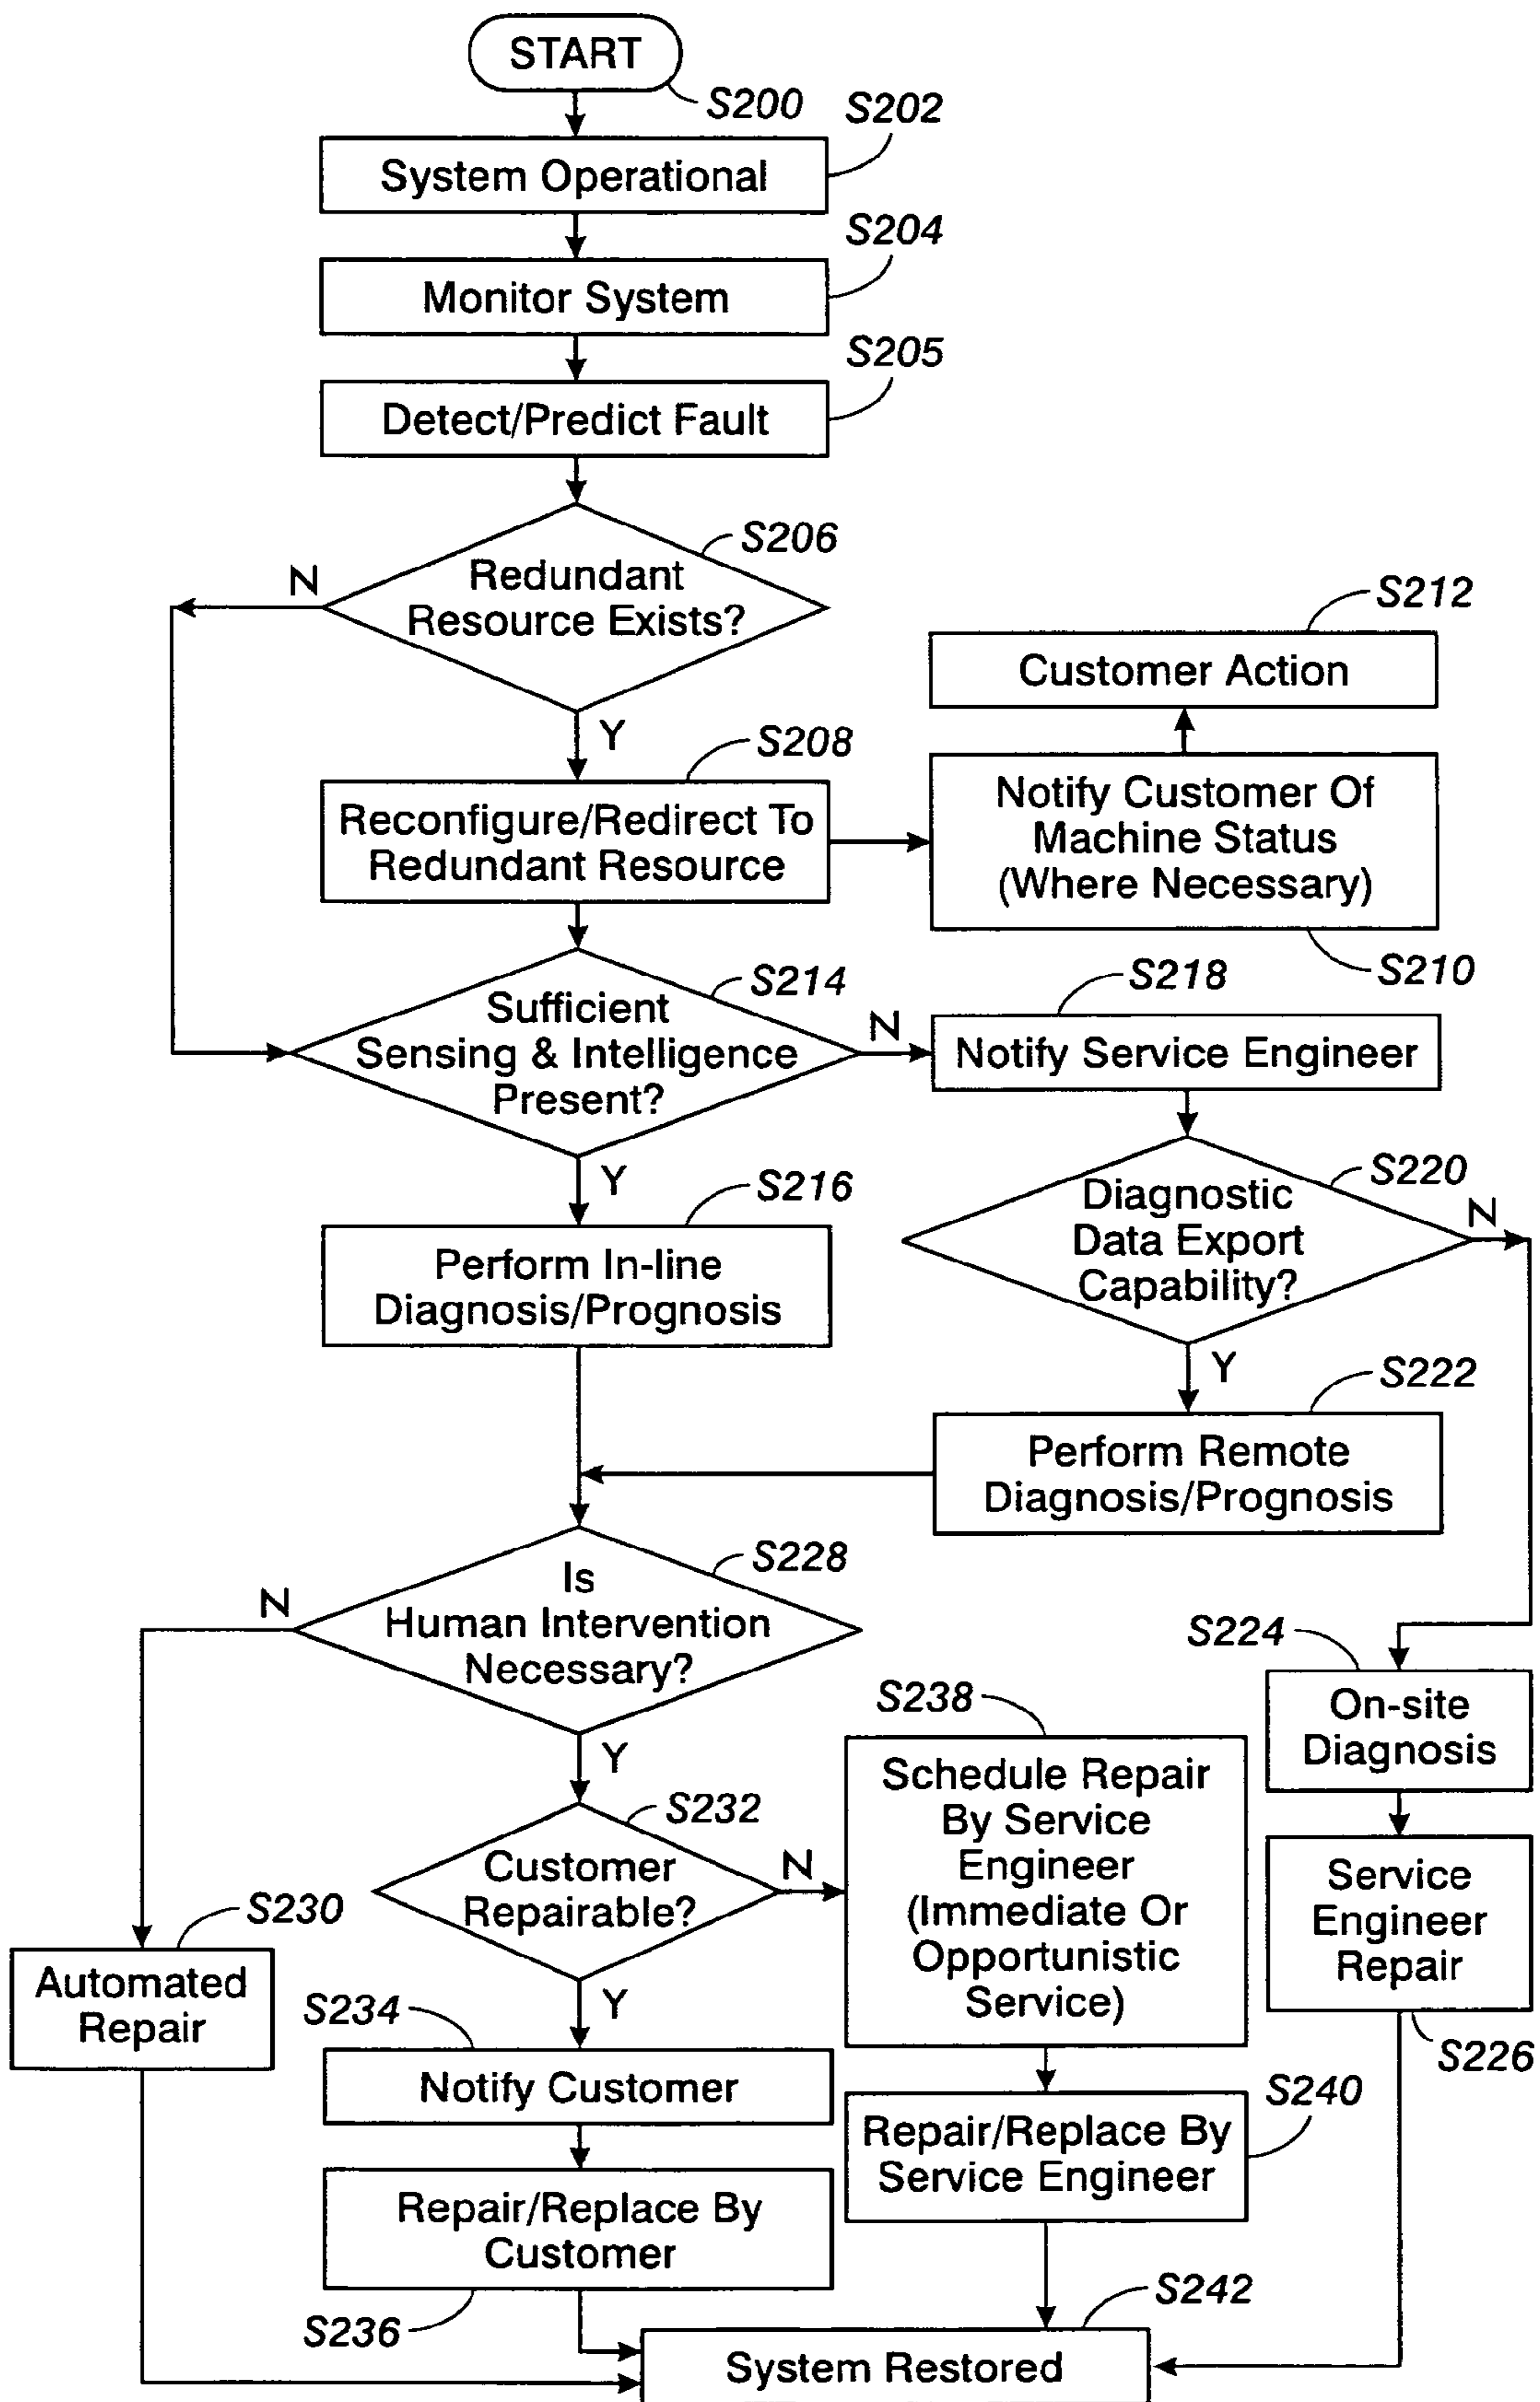 START
S200
S202
System Operational
S204
Monitor System
S205
Detect/Predict Fault
S206
Redundant
Resource Exists?
N
Y
S212
Customer Action
S208
Reconfigure/Redirect To
Redundant Resource
Notify Customer Of
Machine Status
(Where Necessary)
S210
S214
Sufficient
Sensing & Intelligence
Present?
N
Y
S218
Notify Service Engineer
S216
Perform In-line
Diagnosis/Prognosis
S220
Diagnostic
Data Export
Capability?
N
Y
S222
Perform Remote
Diagnosis/Prognosis
S228
Is
Human Intervention
Necessary?
N
Y
S224
On-site
Diagnosis
S238
Schedule Repair
By Service
Engineer
(Immediate Or
Opportunistic
Service)
S232
Customer
Repairable?
N
Y
Service
Engineer
Repair
S226
S230
Automated
Repair
S234
Notify Customer
S240
Repair/Replace By
Service Engineer
Repair/Replace By
Customer
S236
S242
System Restored